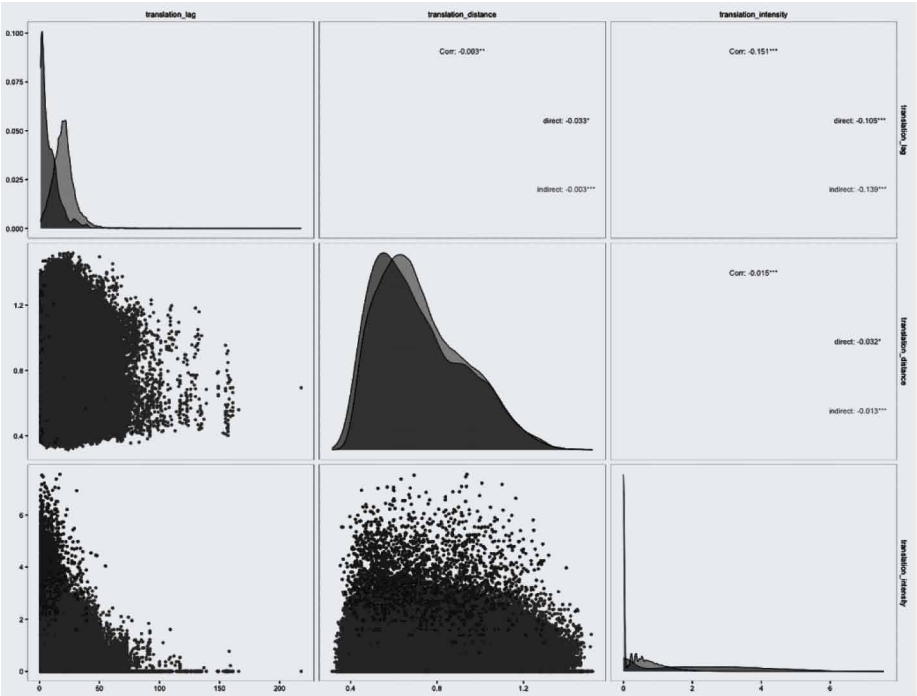 translation_lag translation_distance translation_intensity
0.100
0.075
0.050
0.025
0.000
Corr: -0.003**
direct: -0.033*
indirect: -0.003***
Corr: -0.151***
direct: -0.105***
indirect: -0.139***
translation_lag
1.2
0.8
0.4
Corr: -0.015***
direct: -0.032*
indirect: -0.013***
translation_distance
6
4
2
0
translation_intensity
0 50 100 150 200
0.4 0.8 1.2
0 2 4 6